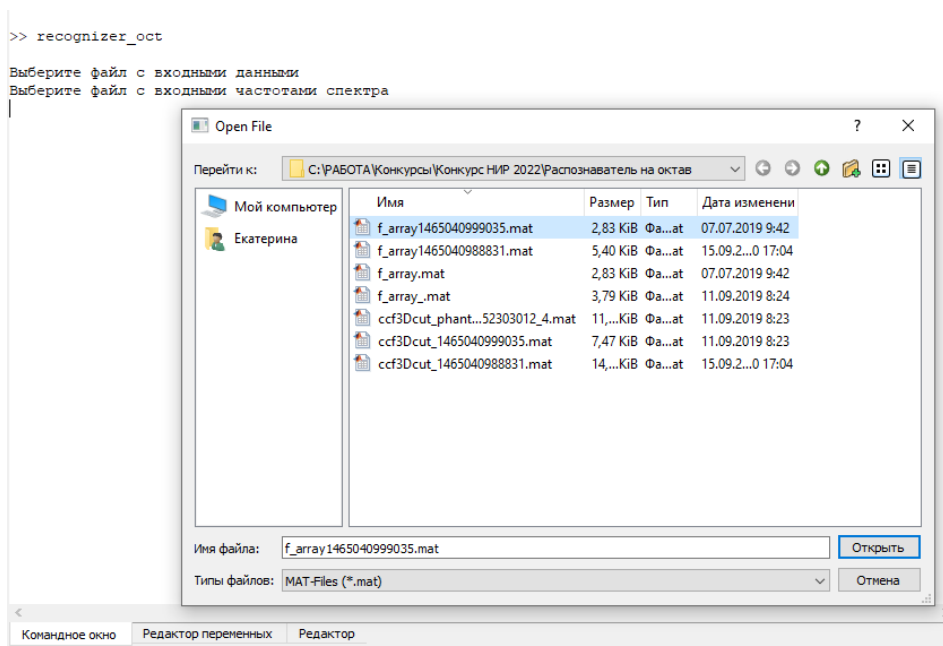 >> recognizer_oct
Выберите файл с входными данными
Выберите файл с входными частотами спектра
Open File ? ×
Перейти к: C:\РАБОТА\Конкурсы\Конкурс НИР 2022\Распознаватель на октав
Мой компьютер
Екатерина
Имя Размер Тип Дата изменени
f_array1465040999035.mat 2,83 KiB Фа...at 07.07.2019 9:42
f_array1465040988831.mat 5,40 KiB Фа...at 15.09.2...0 17:04
f_array.mat 2,83 KiB Фа...at 07.07.2019 9:42
f_array_.mat 3,79 KiB Фа...at 11.09.2019 8:24
ccf3Dcut_phant...52303012_4.mat 11,...KiB Фа...at 11.09.2019 8:23
ccf3Dcut_1465040999035.mat 7,47 KiB Фа...at 11.09.2019 8:23
ccf3Dcut_1465040988831.mat 14,...KiB Фа...at 15.09.2...0 17:04
Имя файла: f_array1465040999035.mat Открыть
Типы файлов: MAT-Files (*.mat) Отмена
Командное окно Редактор переменных Редактор